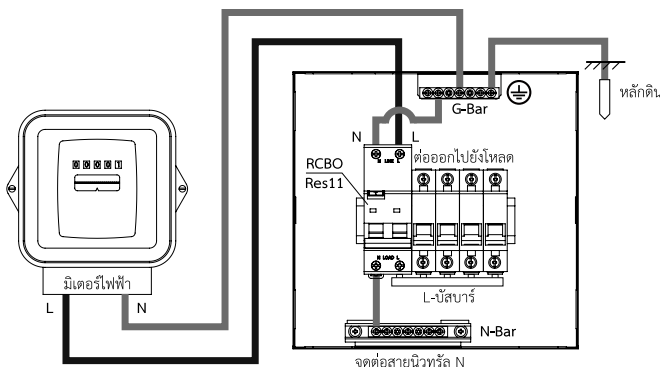 หลักดิน
G-Bar
N L
N LINE L
RCBO
Res11
ต่อออกไปยังโหลด
00001
N LOAD L
มิเตอร์ไฟฟ้า
L N
L-บัสบาร์
N-Bar
จุดต่อสายนิวทรัล N